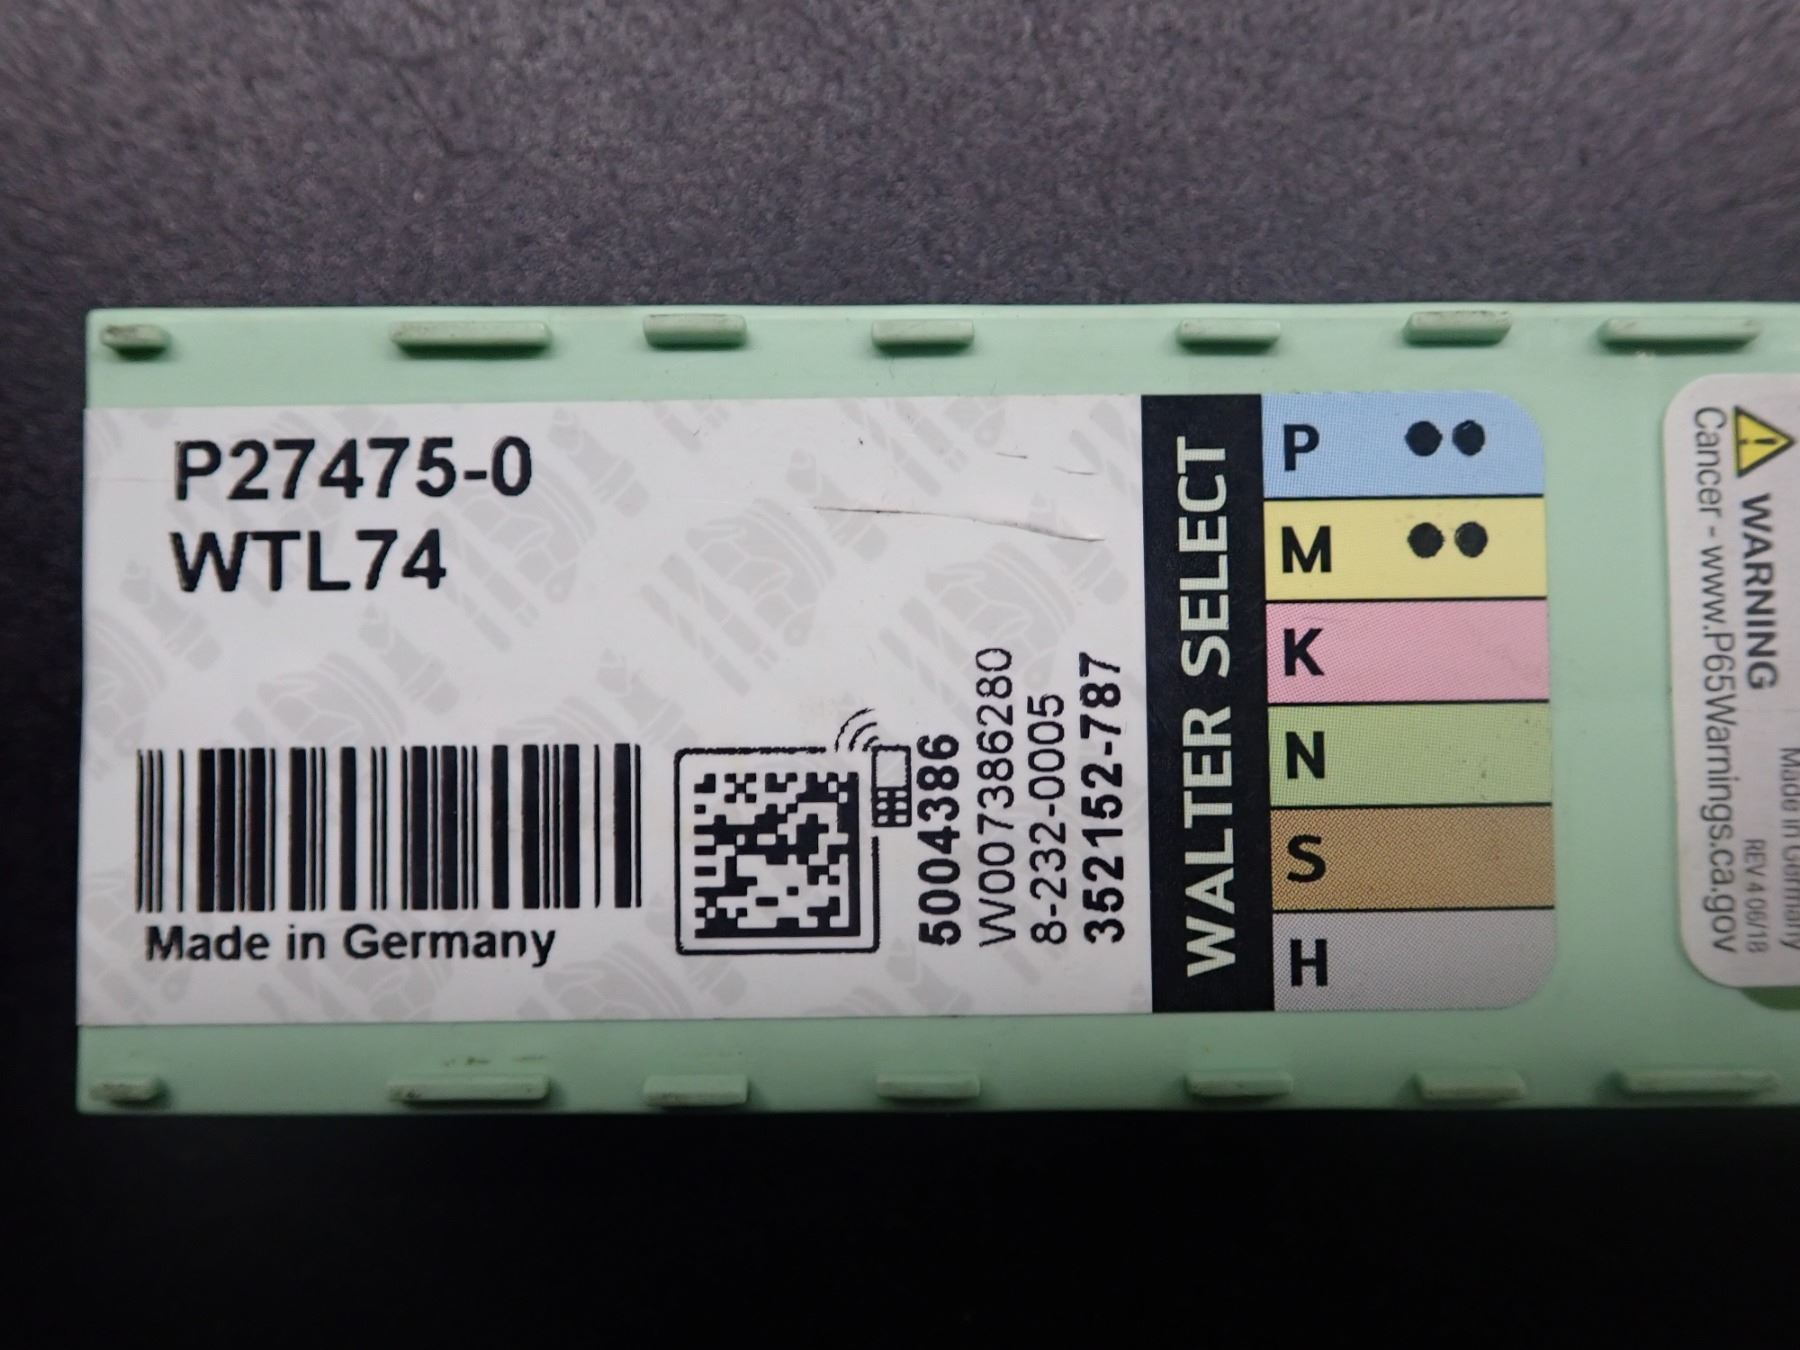 P27475-0
WTL74
Made in Germany
5004386
W007386280
8-232-0005
352152-787
WALTER SELECT
P
M
K
N
S
H
WARNING
Cancer - www.P65Warnings.ca.gov
REV 4 06/18
Made in Germany